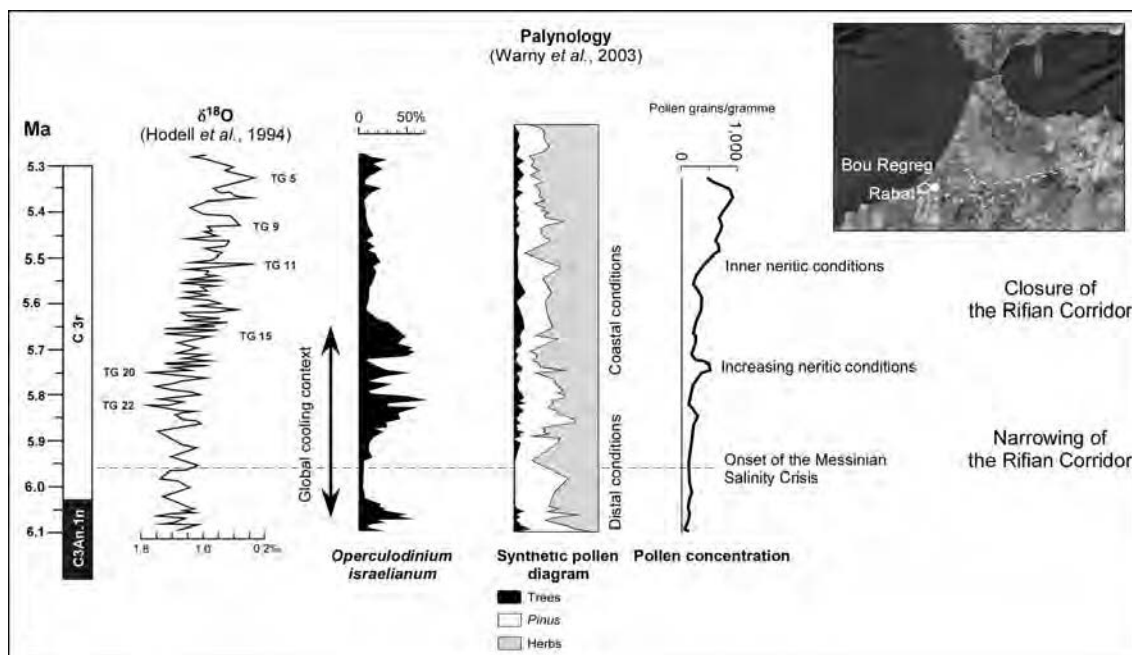 Palynology
(Warny et al., 2003)
δ18O
(Hodell et al., 1994)
Ma
0 50%
Pollen grains/gramme
0
1,000
Bou Regreg
Rabat
5.3
5.4
5.5
5.6
5.7
5.8
5.9
6.0
6.1
C 3r
C3An.1n
TG 5
TG 9
TG 11
TG 15
TG 20
TG 22
1.8 1.6 0.2‰
Global cooling context
Coastal conditions
Distal conditions
Inner neritic conditions
Increasing neritic conditions
Onset of the Messinian
Salinity Crisis
Closure of
the Rifian Corridor
Narrowing of
the Rifian Corridor
Operculodinium
israelianum
Synthetic pollen
diagram
Pollen concentration
Trees
Pinus
Herbs